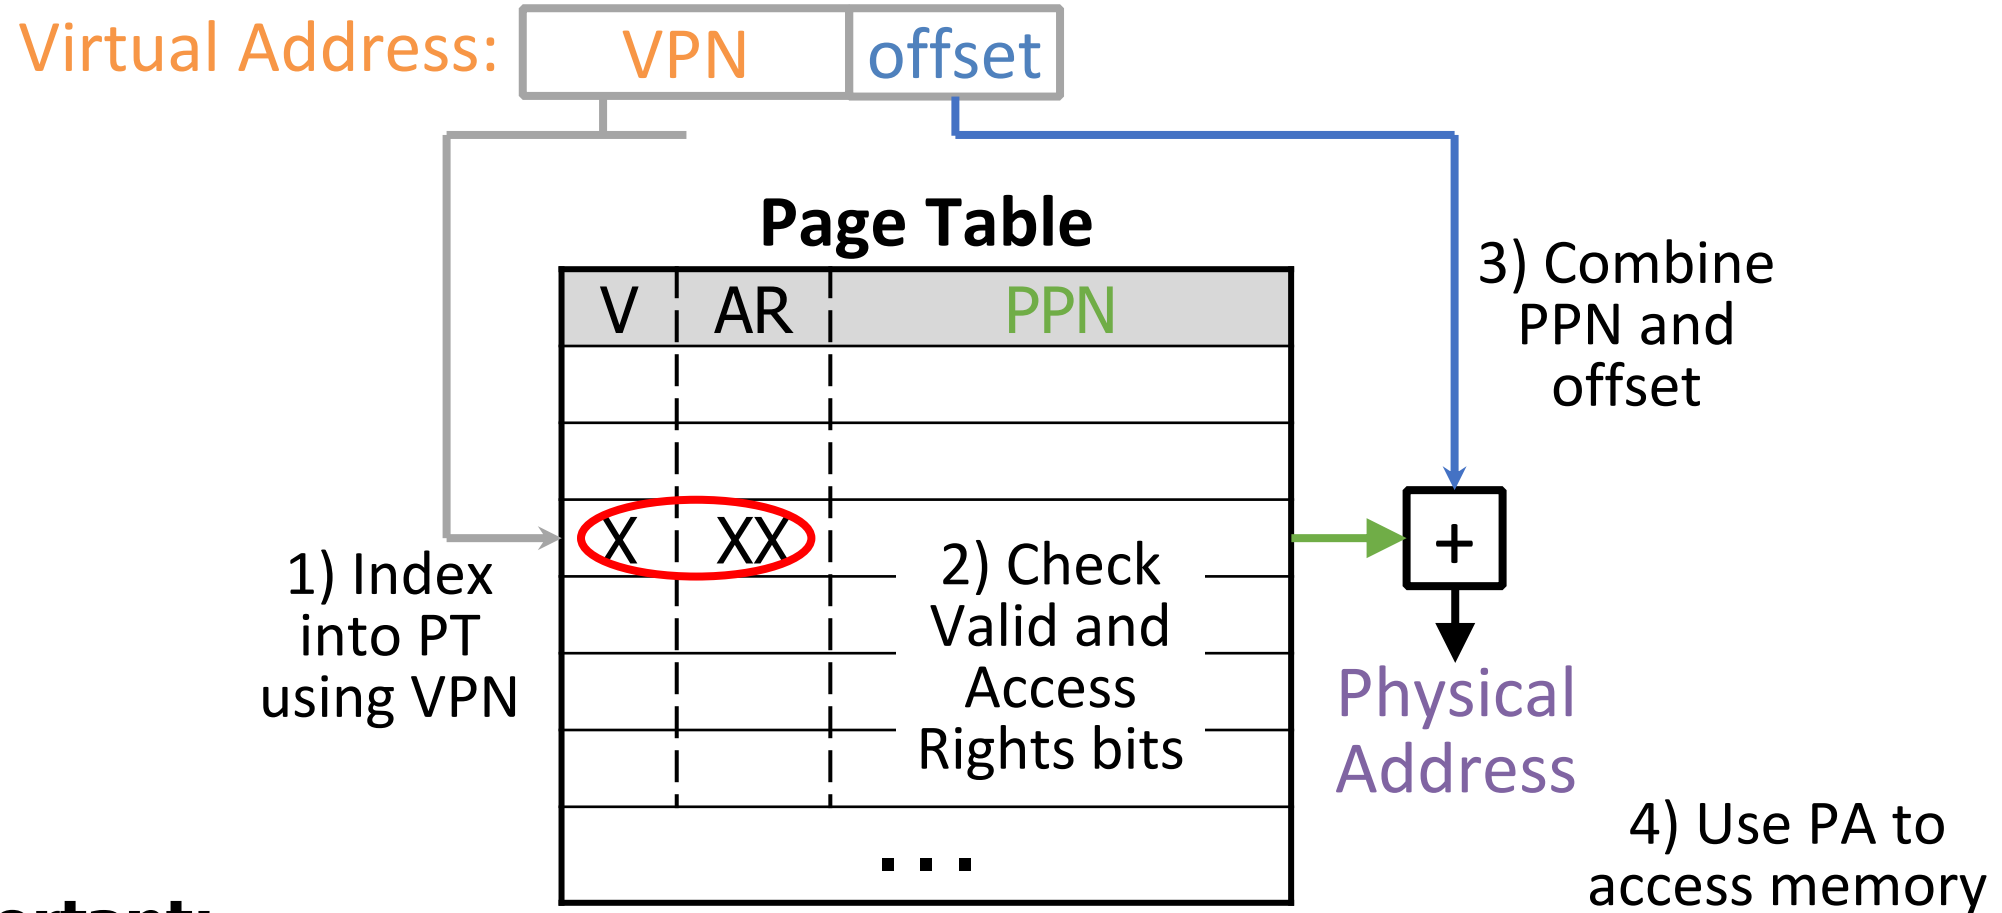 Virtual Address: VPN offset
Page Table
V AR PPN
X XX
1) Index
into PT
using VPN
2) Check
Valid and
Access
Rights bits
...
3) Combine
PPN and
offset
+
Physical
Address
4) Use PA to
access memory